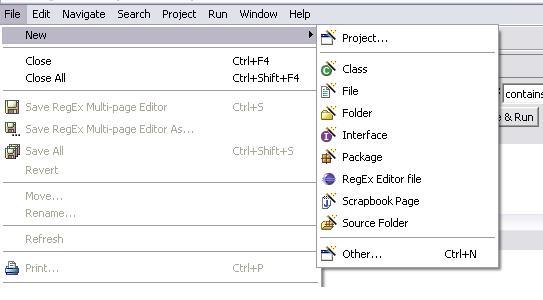 File Edit Navigate Search Project Run Window Help
New
Close Ctrl+F4
Close All Ctrl+Shift+F4
Save RegEx Multi-page Editor Ctrl+S
Save RegEx Multi-page Editor As...
Save All Ctrl+Shift+S
Revert
Move...
Rename...
Refresh
Print... Ctrl+P
Project...
Class
File
Folder
Interface
Package
RegEx Editor file
Scrapbook Page
Source Folder
Other... Ctrl+N
contains
& Run